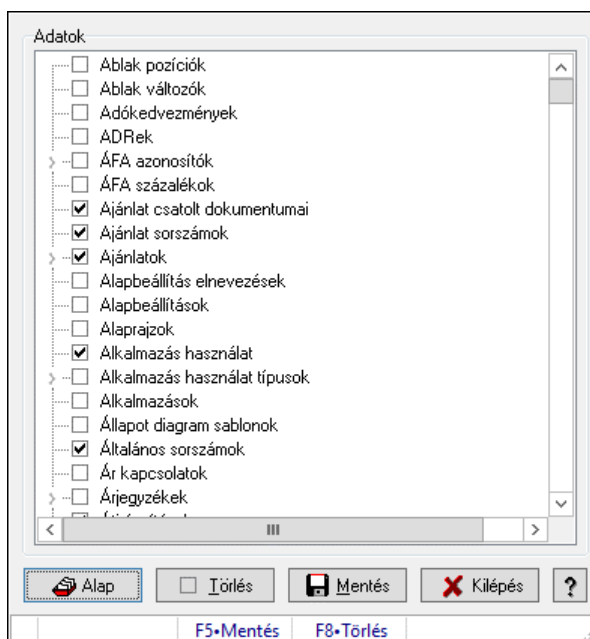 Adatok
Ablak pozíciók
Ablak változók
Adókedvezmények
ADRek
ÁFA azonosítók
ÁFA százalékok
Ajánlat csatolt dokumentumai
Ajánlat sorszámok
Ajánlatok
Alapbeállítás elnevezések
Alapbeállítások
Alaprajzok
Alkalmazás használat
Alkalmazás használat típusok
Alkalmazások
Állapot diagram sablonok
Általános sorszámok
Ár kapcsolatok
Árjegyzékek
Alap Törlés Mentés Kilépés ?
F5•Mentés F8•Törlés